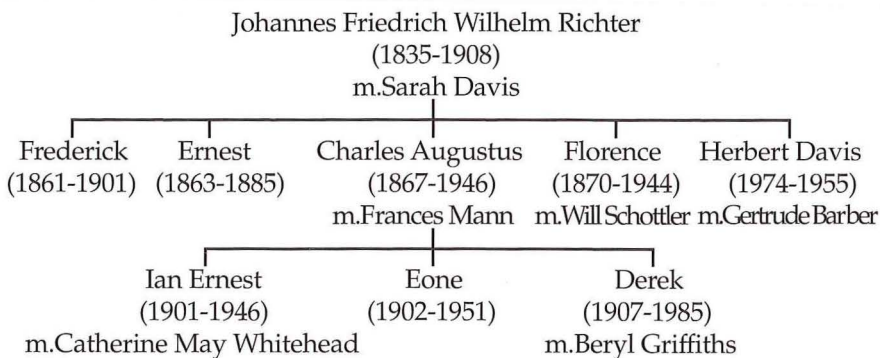 Johannes Friedrich Wilhelm Richter
(1835-1908)
m.Sarah Davis
Frederick Ernest Charles Augustus Florence Herbert Davis
(1861-1901) (1863-1885) (1867-1946) (1870-1944) (1974-1955)
m.Frances Mann m.Will Schottler m.Gertrude Barber
Ian Ernest Eone Derek
(1901-1946) (1902-1951) (1907-1985)
m.Catherine May Whitehead m.Beryl Griffiths